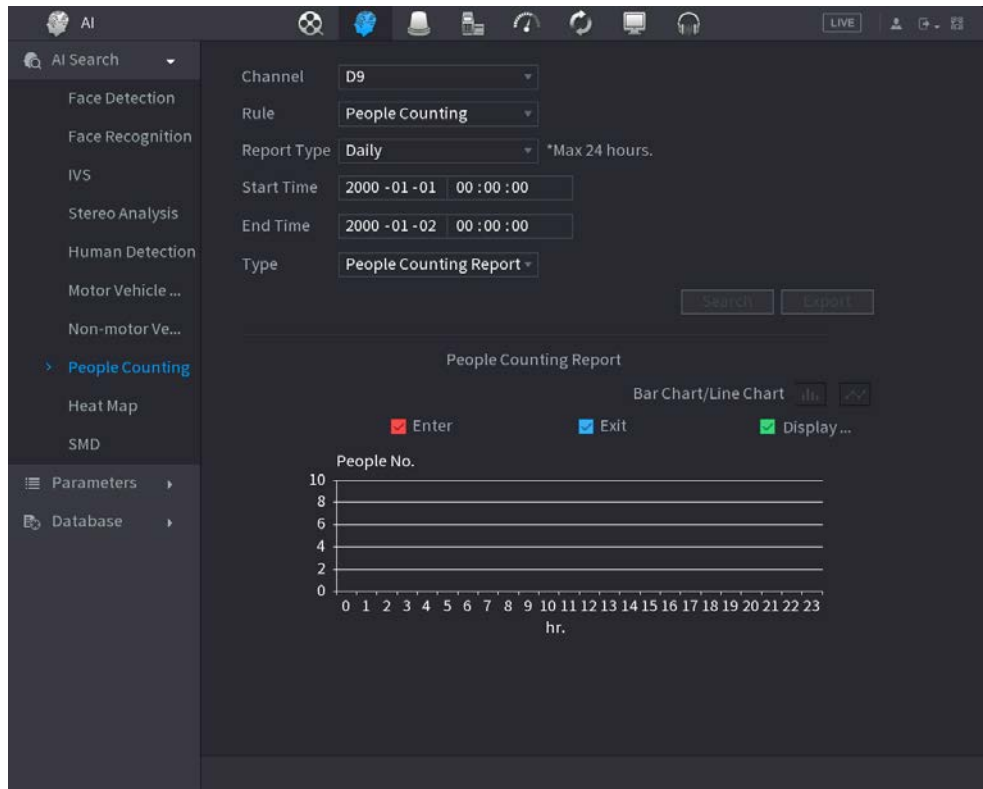 AI
LIVE
AI Search
Face Detection
Face Recognition
IVS
Stereo Analysis
Human Detection
Motor Vehicle ...
Non-motor Ve...
People Counting
Heat Map
SMD
Parameters
Database
Channel D9
Rule People Counting
Report Type Daily *Max 24 hours.
Start Time 2000 -01 -01 00 :00 :00
End Time 2000 -01 -02 00 :00 :00
Type People Counting Report
Search Export
People Counting Report
Bar Chart/Line Chart
Enter Exit Display ...
People No.
10
8
6
4
2
0
0 1 2 3 4 5 6 7 8 9 10 11 12 13 14 15 16 17 18 19 20 21 22 23
hr.